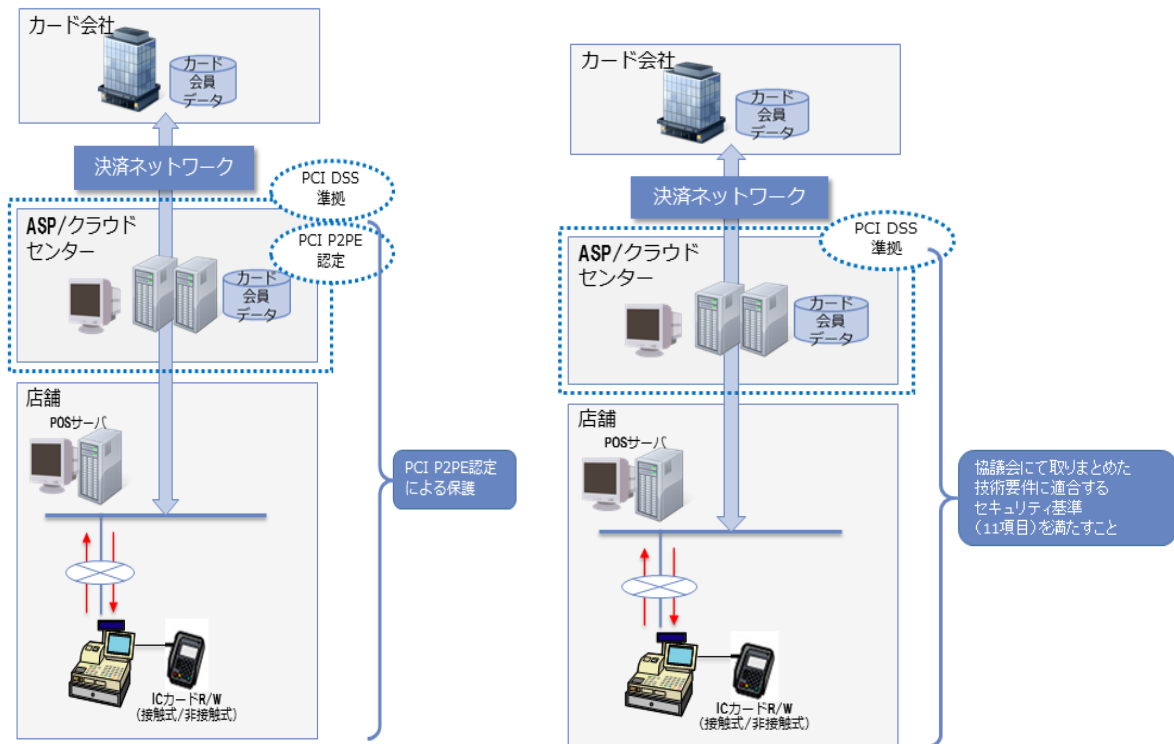 カード会社
カード
会員
データ
決済ネットワーク
PCI DSS
準拠
ASP/クラウド
センター
PCI P2PE
認定
カード
会員
データ
店舗
POSサーバ
PCI P2PE認定
による保護
ICカードR/W
(接触式/非接触式)
カード会社
カード
会員
データ
決済ネットワーク
PCI DSS
準拠
ASP/クラウド
センター
カード
会員
データ
店舗
POSサーバ
協議会にて取りまとめた
技術要件に適合する
セキュリティ基準
(11項目)を満たすこと
ICカードR/W
(接触式/非接触式)